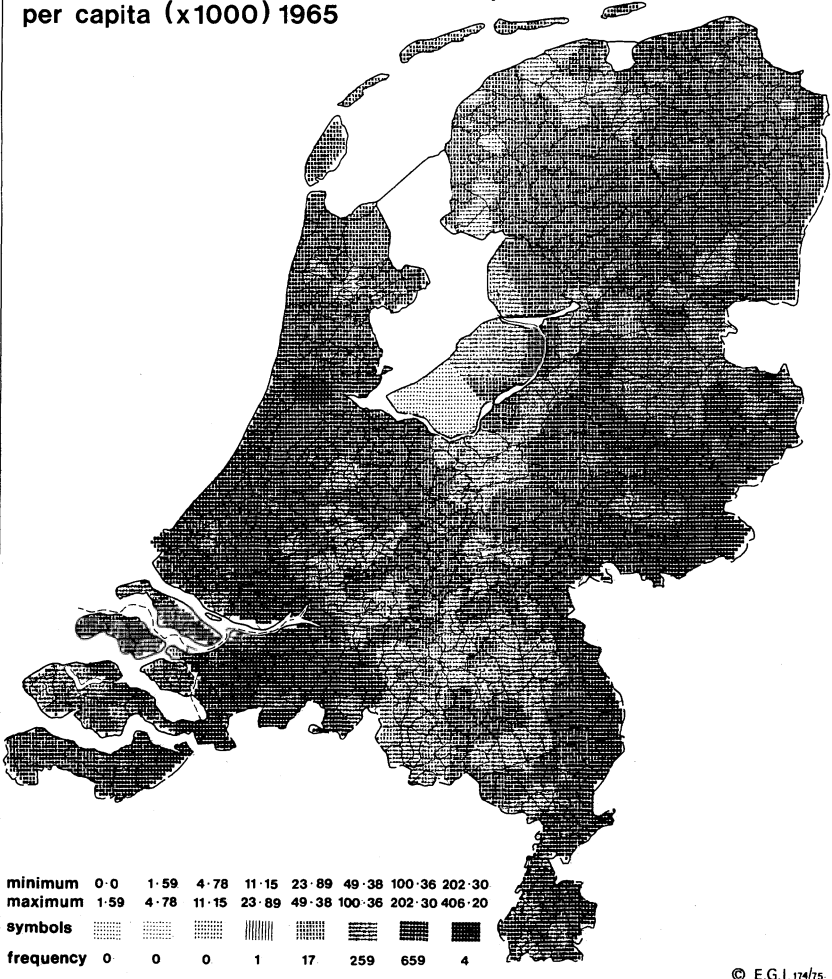 per capita (x1000) 1965
minimum 0·0 1·59 4·78 11·15 23·89 49·38 100·36 202·30
maximum 1·59 4·78 11·15 23·89 49·38 100·36 202·30 406·20
symbols
frequency 0 0 0 1 17 259 659 4
© E.G.I. 174/75.